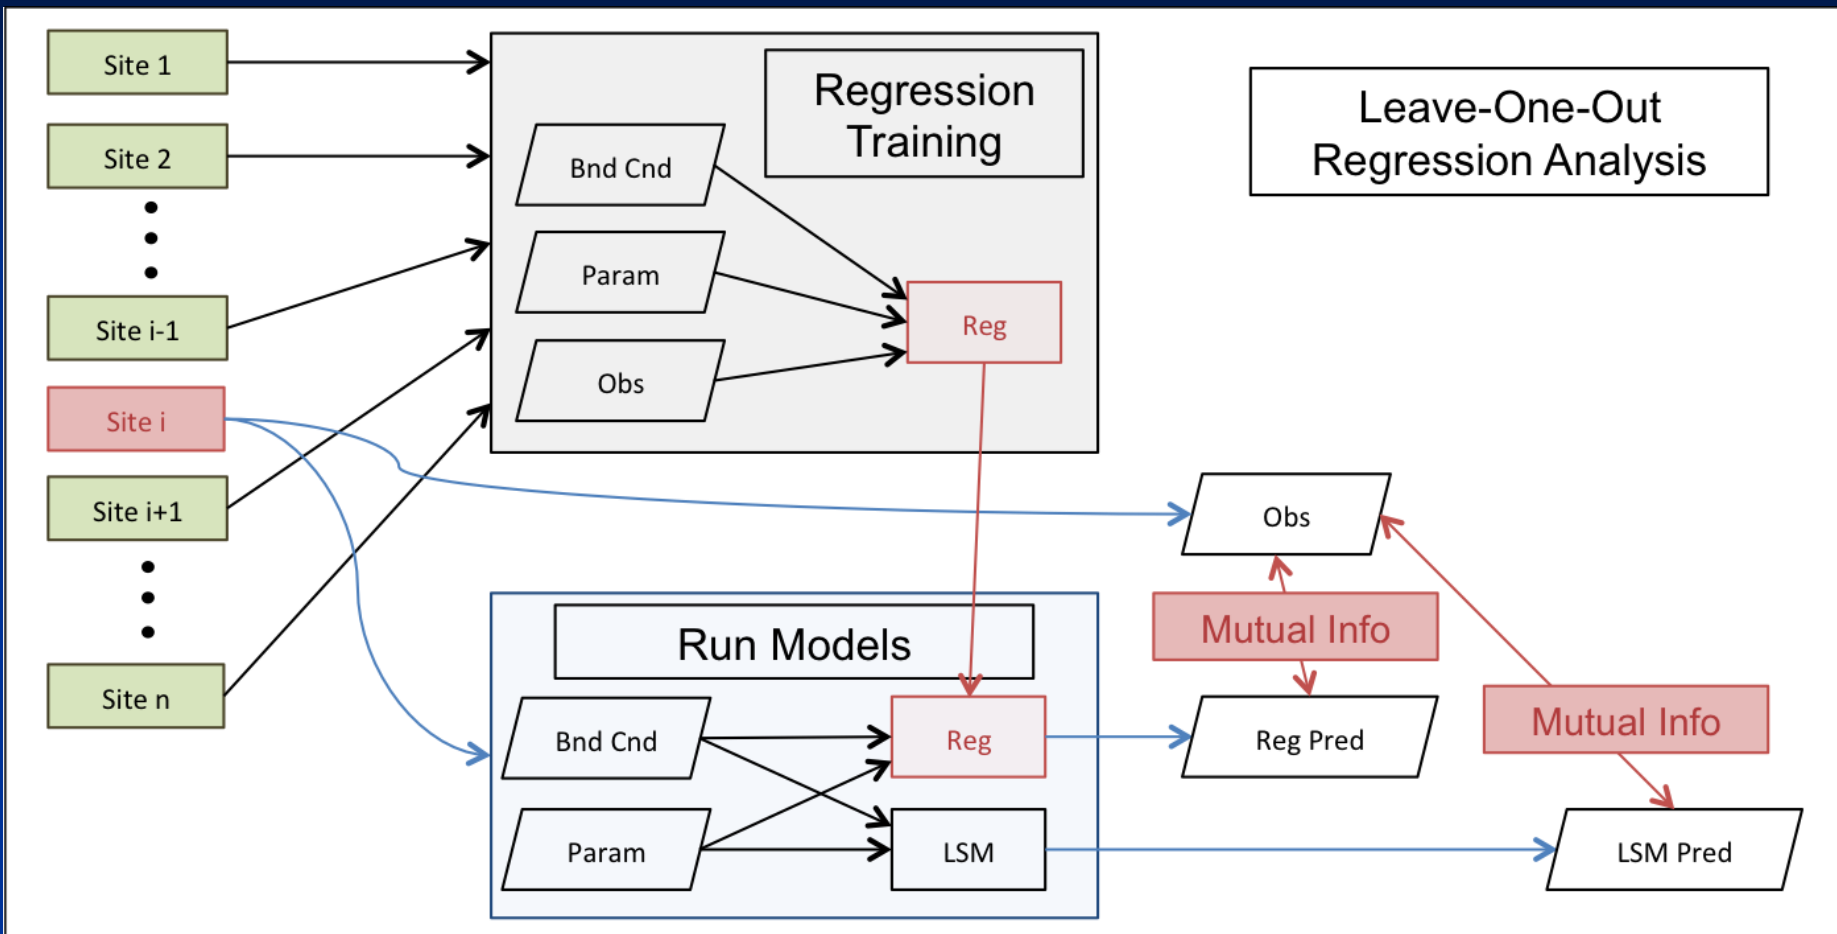 Site 1
Site 2
Site i-1
Site i
Site i+1
Site n
Regression
Training
Bnd Cnd
Param
Obs
Reg
Leave-One-Out
Regression Analysis
Run Models
Bnd Cnd
Param
Reg
LSM
Obs
Mutual Info
Reg Pred
Mutual Info
LSM Pred